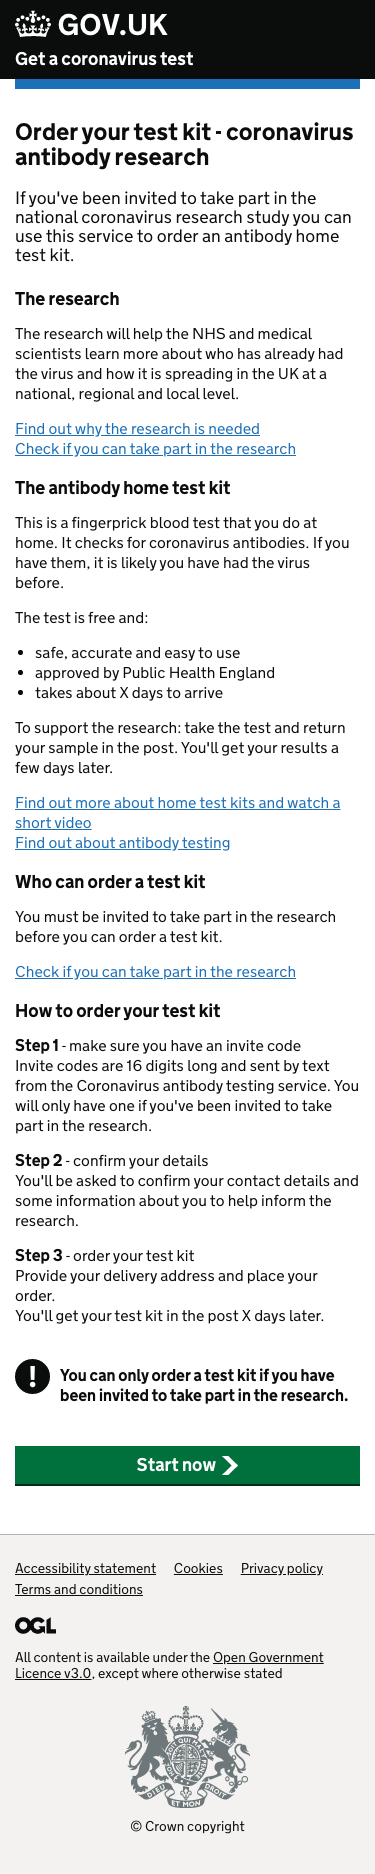 GOV.UK
Get a coronavirus test
Order your test kit - coronavirus
antibody research
If you've been invited to take part in the
national coronavirus research study you can
use this service to order an antibody home
test kit.
The research
The research will help the NHS and medical
scientists learn more about who has already had
the virus and how it is spreading in the UK at a
national, regional and local level.
Find out why the research is needed
Check if you can take part in the research
The antibody home test kit
This is a fingerprick blood test that you do at
home. It checks for coronavirus antibodies. If you
have them, it is likely you have had the virus
before.
The test is free and:
• safe, accurate and easy to use
• approved by Public Health England
• takes about X days to arrive
To support the research: take the test and return
your sample in the post. You'll get your results a
few days later.
Find out more about home test kits and watch a
short video
Find out about antibody testing
Who can order a test kit
You must be invited to take part in the research
before you can order a test kit.
Check if you can take part in the research
How to order your test kit
Step 1 - make sure you have an invite code
Invite codes are 16 digits long and sent by text
from the Coronavirus antibody testing service. You
will only have one if you've been invited to take
part in the research.
Step 2 - confirm your details
You'll be asked to confirm your contact details and
some information about you to help inform the
research.
Step 3 - order your test kit
Provide your delivery address and place your
order.
You'll get your test kit in the post X days later.
! You can only order a test kit if you have
been invited to take part in the research.
Start now
Accessibility statement Cookies Privacy policy
Terms and conditions
OGL
All content is available under the Open Government
Licence v3.0, except where otherwise stated
DIEU ET MON DROIT
© Crown copyright